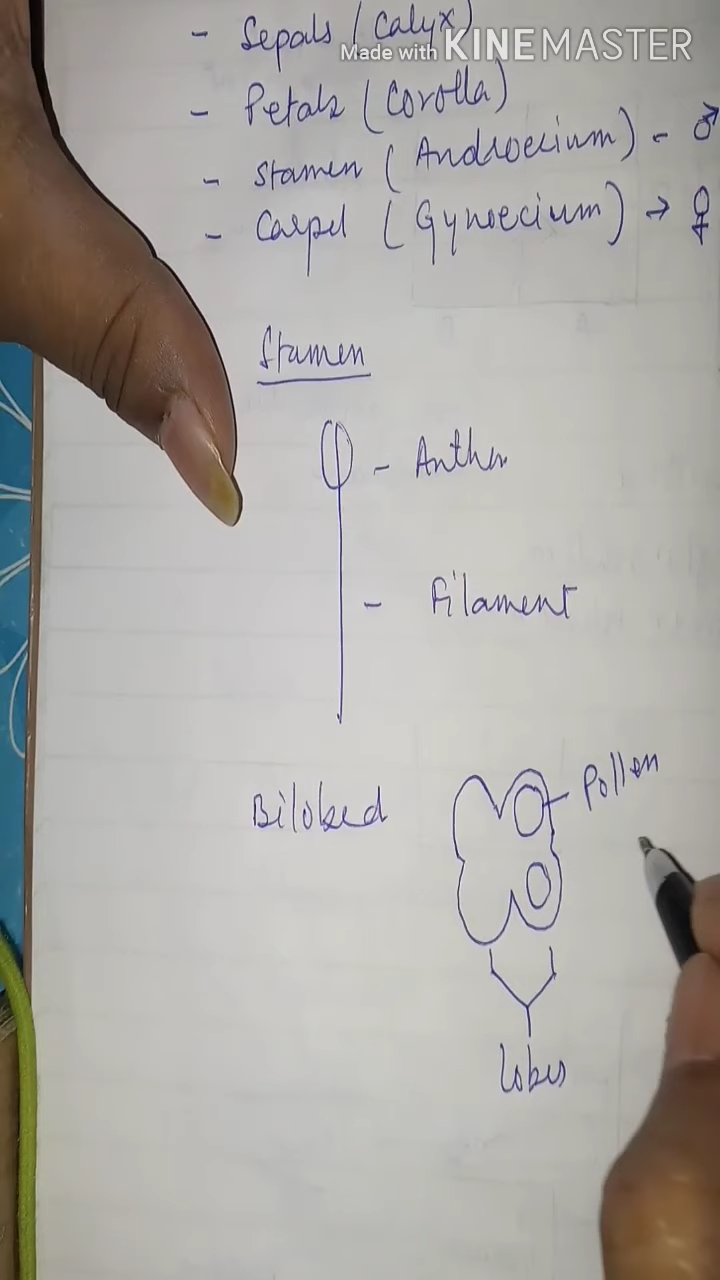 - Sepals (Calyx)
Made with KINEMASTER
- Petals (Corolla)
- Stamen (Androecium) - ♂
- Carpel (Gynoecium) → ♀
Stamen
- Anther
- Filament
Bilobed
Pollen
lobes